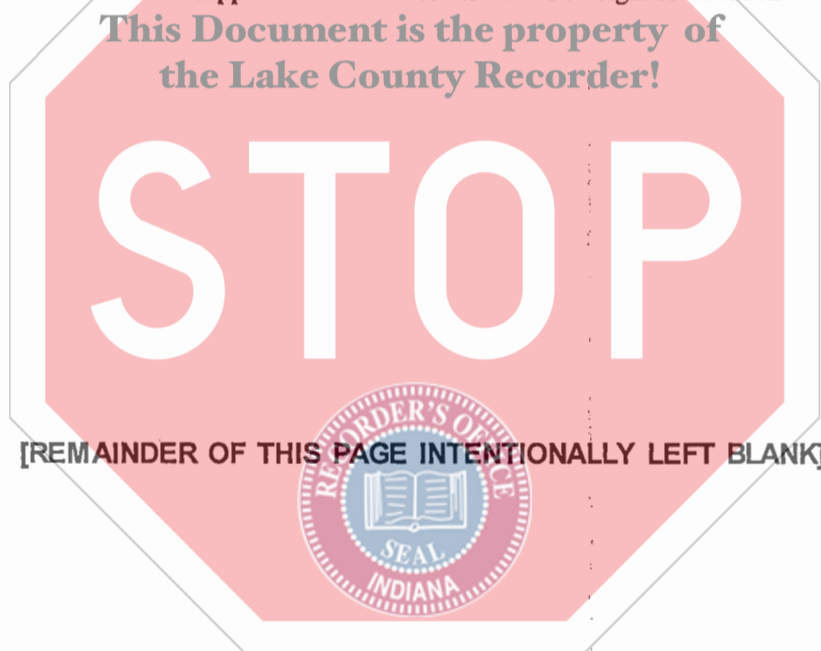 This Document is the property of
the Lake County Recorder!
STOP
[REMAINDER OF THIS PAGE INTENTIONALLY LEFT BLANK]
RECORDER'S OFFICE
SEAL
INDIANA